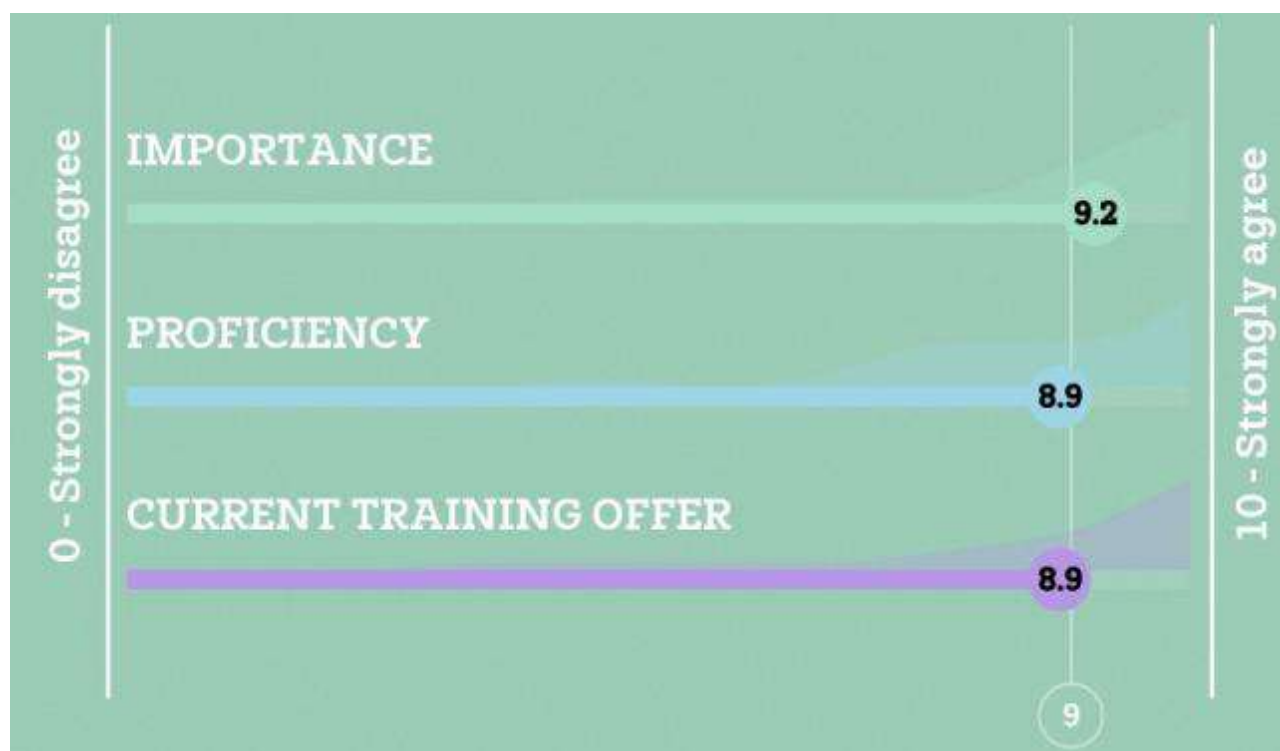 0 - Strongly disagree
IMPORTANCE
9.2
PROFICIENCY
8.9
CURRENT TRAINING OFFER
8.9
9
10 - Strongly agree